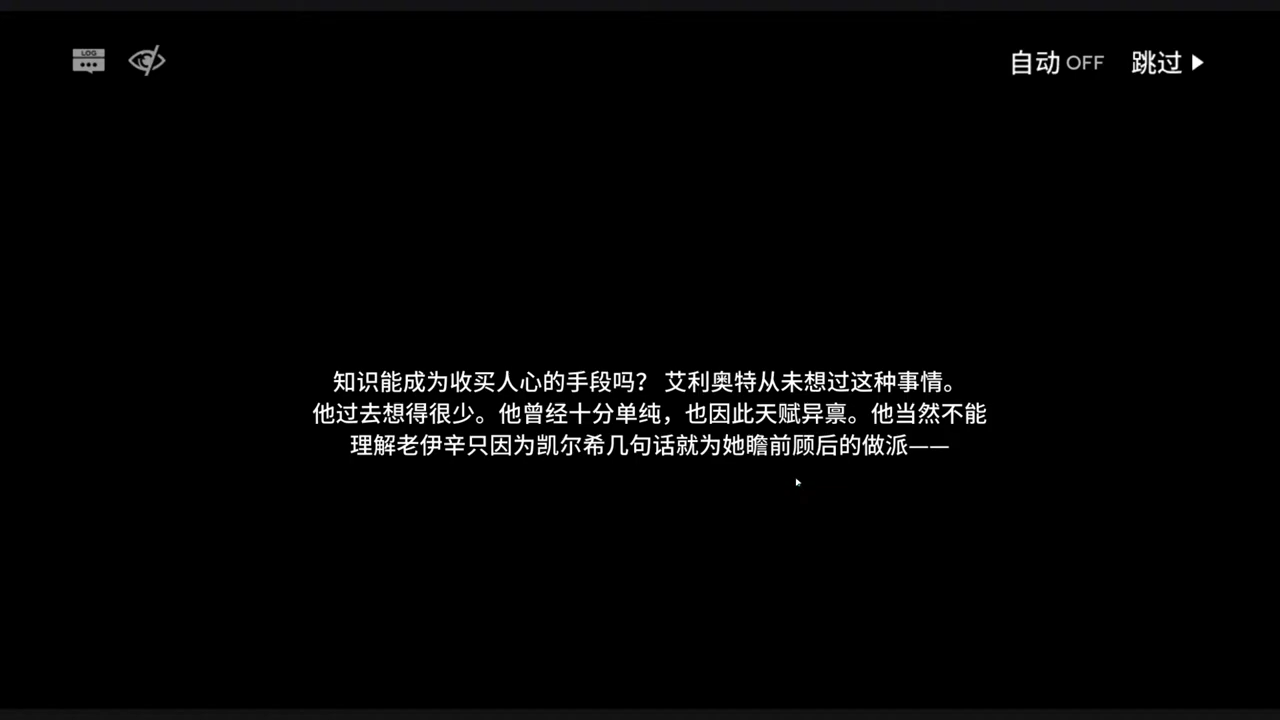 LOG
自动 OFF 跳过
知识能成为收买人心的手段吗？ 艾利奥特从未想过这种事情。
他过去想得很少。他曾经十分单纯，也因此天赋异禀。他当然不能
理解老伊辛只因为凯尔希几句话就为她瞻前顾后的做派——